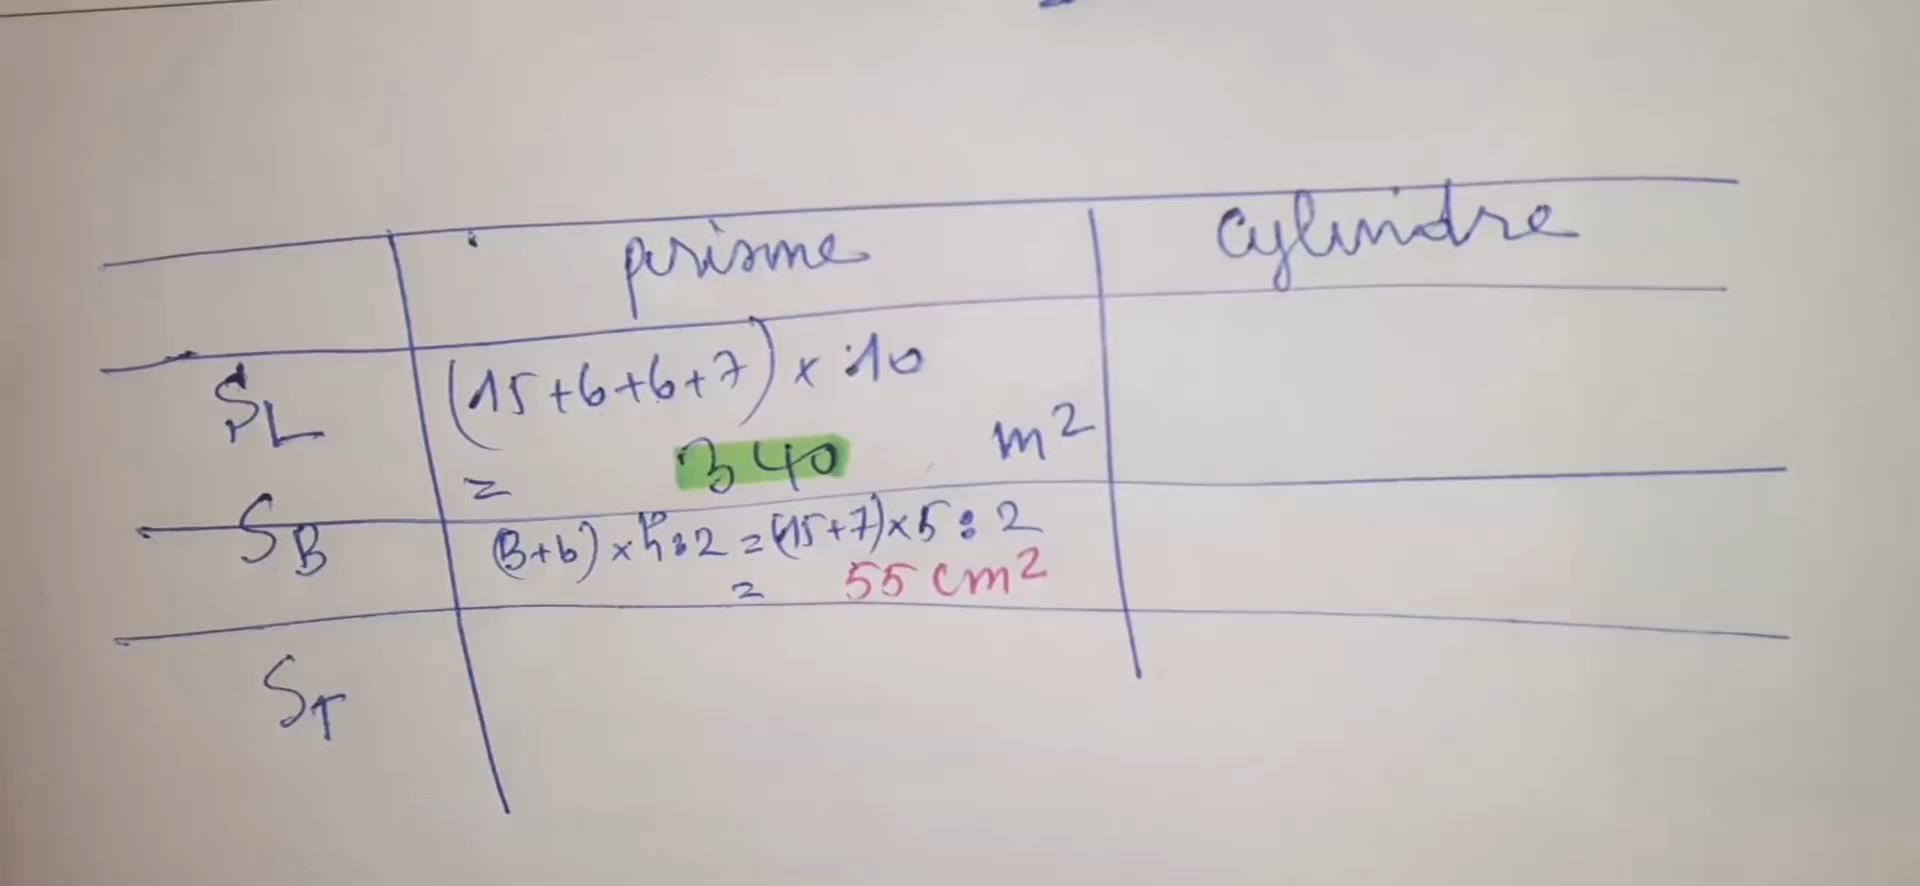 prisme cylindre
SL (15+6+6+7) × 10
= 340 m²
SB (B+b) × h : 2 = (15+7) × 5 : 2
= 55 cm²
ST